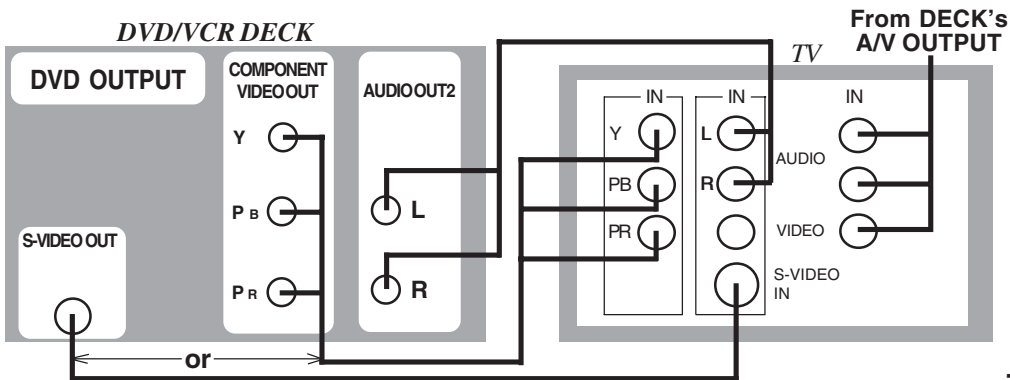 From DECK's
A/V OUTPUT
DVD/VCR DECK
TV
DVD OUTPUT
COMPONENT
VIDEO OUT
AUDIO OUT2
Y
PB
PR
L
R
S-VIDEO OUT
or
IN
Y
PB
PR
IN
L
R
IN
AUDIO
VIDEO
S-VIDEO
IN